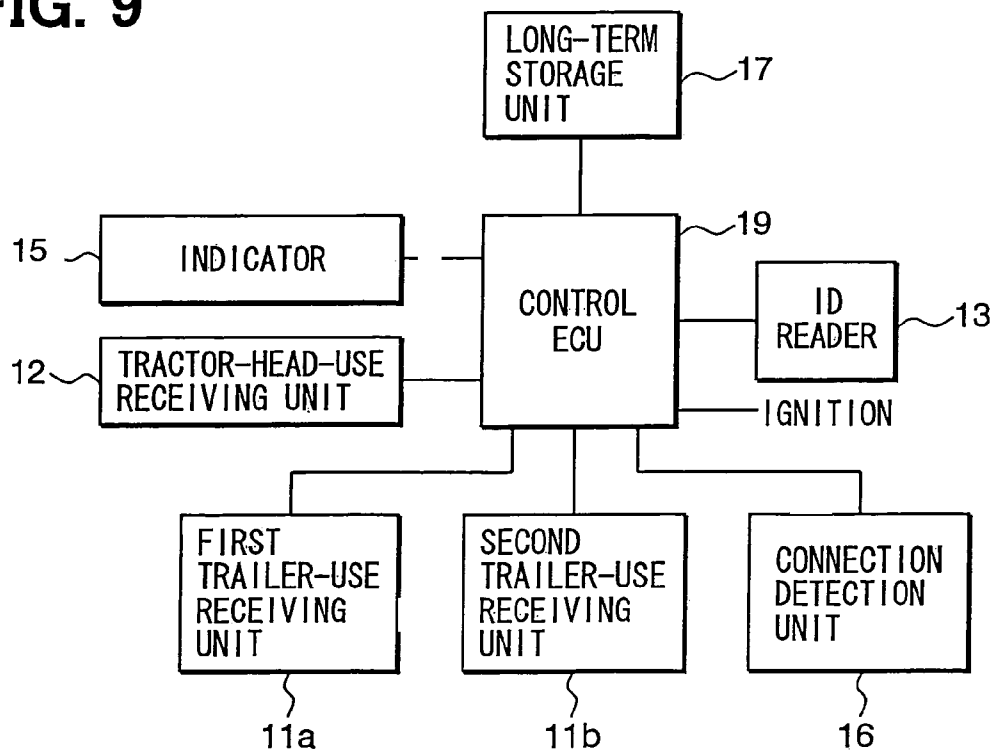 FIG. 9
LONG-TERM
STORAGE
UNIT
17
15
INDICATOR
19
CONTROL
ECU
ID
READER
13
12
TRACTOR-HEAD-USE
RECEIVING UNIT
IGNITION
FIRST
TRAILER-USE
RECEIVING
UNIT
SECOND
TRAILER-USE
RECEIVING
UNIT
CONNECTION
DETECTION
UNIT
11a
11b
16